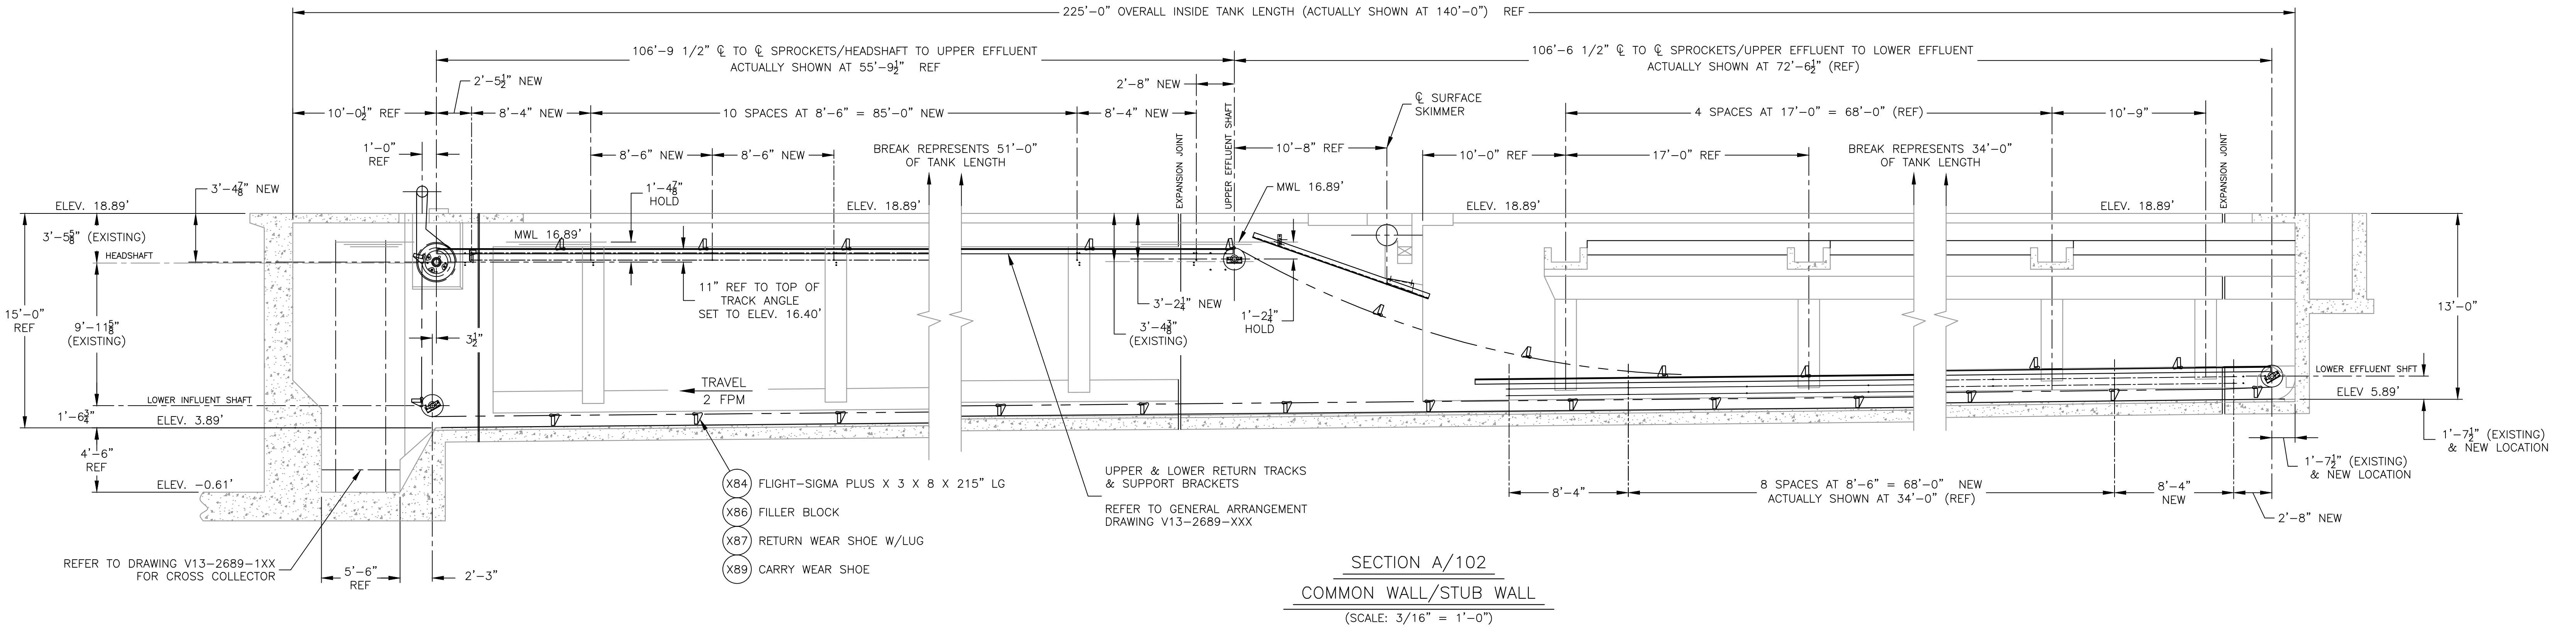 225'-0" OVERALL INSIDE TANK LENGTH (ACTUALLY SHOWN AT 140'-0") REF
106'-9 1/2" ℄ TO ℄ SPROCKETS/HEADSHAFT TO UPPER EFFLUENT
ACTUALLY SHOWN AT 55'-9½" REF
106'-6 1/2" ℄ TO ℄ SPROCKETS/UPPER EFFLUENT TO LOWER EFFLUENT
ACTUALLY SHOWN AT 72'-6½" (REF)
2'-5½" NEW
2'-8" NEW
10'-0½" REF
8'-4" NEW
10 SPACES AT 8'-6" = 85'-0" NEW
8'-4" NEW
℄ SURFACE
SKIMMER
4 SPACES AT 17'-0" = 68'-0" (REF)
10'-9"
1'-0"
REF
8'-6" NEW
8'-6" NEW
BREAK REPRESENTS 51'-0"
OF TANK LENGTH
EXPANSION JOINT
UPPER EFFLUENT SHAFT
10'-8" REF
10'-0" REF
17'-0" REF
BREAK REPRESENTS 34'-0"
OF TANK LENGTH
EXPANSION JOINT
3'-4⅞" NEW
1'-4⅞"
HOLD
MWL 16.89'
ELEV. 18.89'
ELEV. 18.89'
ELEV. 18.89'
ELEV. 18.89'
3'-5⅝" (EXISTING)
MWL 16.89'
HEADSHAFT
11" REF TO TOP OF
TRACK ANGLE
SET TO ELEV. 16.40'
3'-2¼" NEW
3'-4⅜"
(EXISTING)
1'-2¼"
HOLD
15'-0"
REF
9'-11⅝"
(EXISTING)
3½"
13'-0"
TRAVEL
2 FPM
LOWER INFLUENT SHAFT
1'-6¾"
ELEV. 3.89'
LOWER EFFLUENT SHFT
ELEV 5.89'
4'-6"
REF
ELEV. -0.61'
1'-7½" (EXISTING)
& NEW LOCATION
1'-7½" (EXISTING)
& NEW LOCATION
X84 FLIGHT-SIGMA PLUS X 3 X 8 X 215" LG
X86 FILLER BLOCK
X87 RETURN WEAR SHOE W/LUG
X89 CARRY WEAR SHOE
UPPER & LOWER RETURN TRACKS
& SUPPORT BRACKETS
REFER TO GENERAL ARRANGEMENT
DRAWING V13-2689-XXX
8'-4"
8 SPACES AT 8'-6" = 68'-0" NEW
ACTUALLY SHOWN AT 34'-0" (REF)
8'-4"
NEW
2'-8" NEW
REFER TO DRAWING V13-2689-1XX
FOR CROSS COLLECTOR
5'-6"
REF
2'-3"
SECTION A/102
COMMON WALL/STUB WALL
(SCALE: 3/16" = 1'-0")